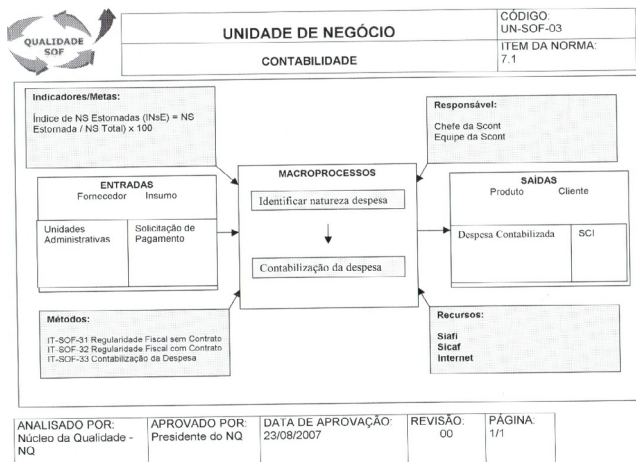 QUALIDADE
SOF
UNIDADE DE NEGÓCIO
CONTABILIDADE
CÓDIGO:
UN-SOF-03
ITEM DA NORMA:
7.1
Indicadores/Metas:
Índice de NS Estornadas (INsE) = NS
Estornada / NS Total) x 100
Responsável:
Chefe da Scont
Equipe da Scont
ENTRADAS
Fornecedor Insumo
Unidades
Administrativas
Solicitação de
Pagamento
MACROPROCESSOS
Identificar natureza despesa
Contabilização da despesa
SAÍDAS
Produto Cliente
Despesa Contabilizada
SCI
Métodos:
IT-SOF-31 Regularidade Fiscal sem Contrato
IT-SOF-32 Regularidade Fiscal com Contrato
IT-SOF-33 Contabilização da Despesa
Recursos:
Siafi
Sicaf
Internet
ANALISADO POR:
Núcleo da Qualidade -
NQ
APROVADO POR:
Presidente do NQ
DATA DE APROVAÇÃO:
23/08/2007
REVISÃO:
00
PÁGINA:
1/1